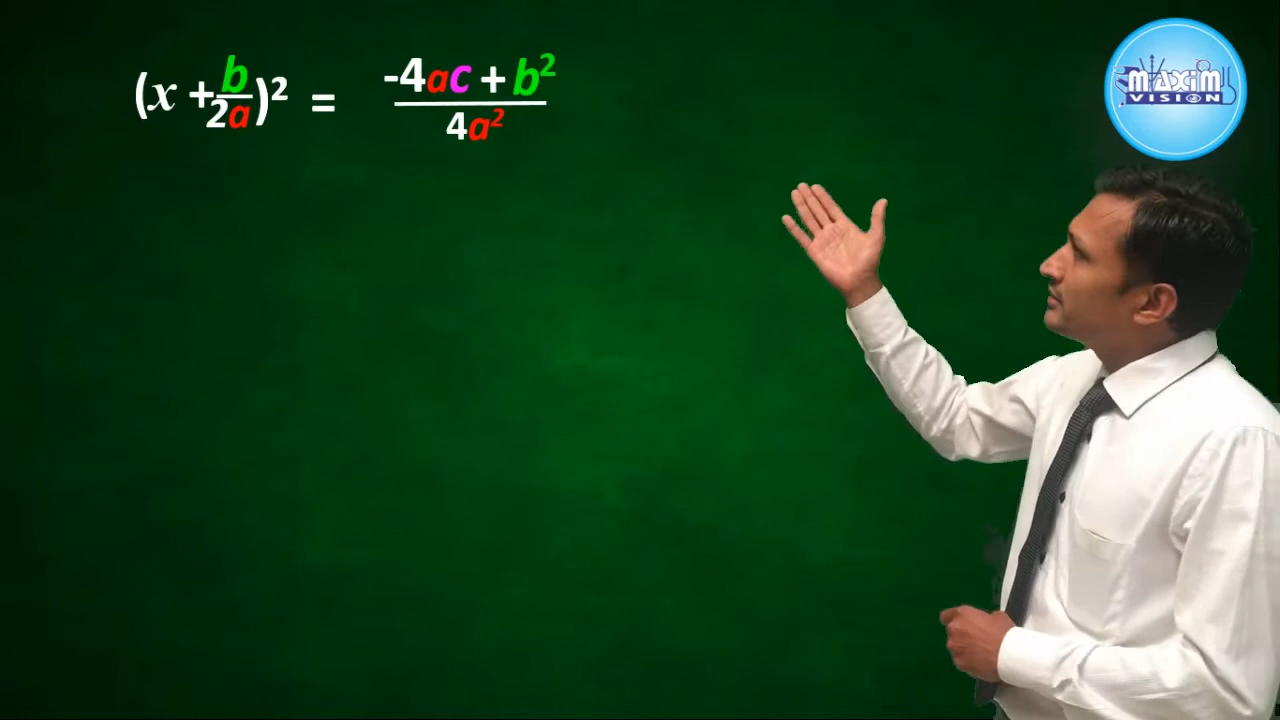 (x + b/2a)² = -4ac + b²/4a²
MAXIM
VISION